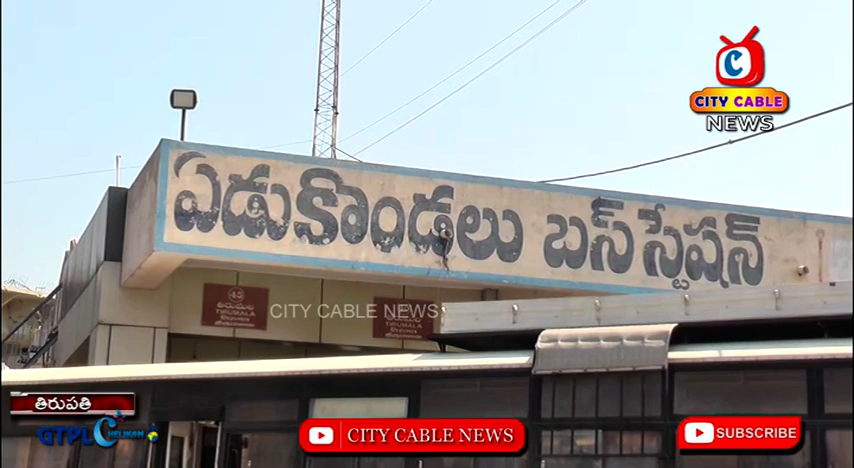 C
CITY CABLE
NEWS
ఏడుకొండలు బస్ స్టేషన్
TIRUMALA
TIRUMALA
CITY CABLE NEWS
తిరుపతి
GTPL
CITY CABLE NEWS
SUBSCRIBE